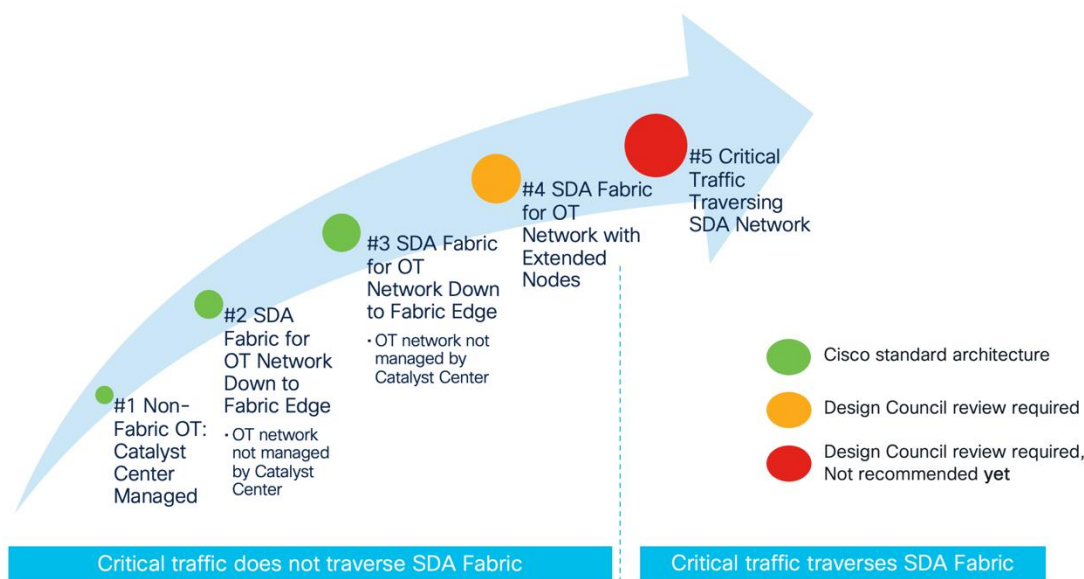 #1 Non-
Fabric OT:
Catalyst
Center
Managed
#2 SDA
Fabric for
OT Network
Down to
Fabric Edge
• OT network
not managed
by Catalyst
Center
#3 SDA Fabric
for OT
Network Down
to Fabric Edge
• OT network not
managed by
Catalyst Center
#4 SDA Fabric
for OT
Network with
Extended
Nodes
#5 Critical
Traffic
Traversing
SDA Network
Cisco standard architecture
Design Council review required
Design Council review required,
Not recommended yet
Critical traffic does not traverse SDA Fabric
Critical traffic traverses SDA Fabric